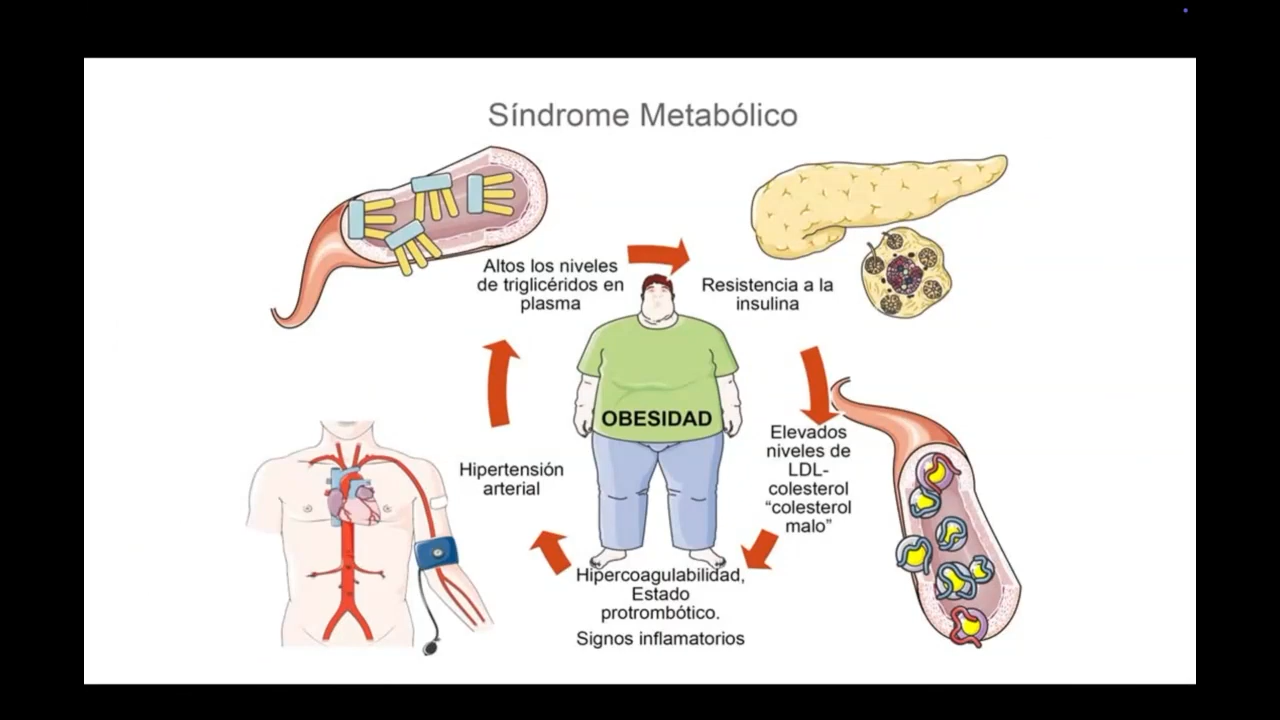 Síndrome Metabólico
Altos los niveles
de triglicéridos en
plasma
Resistencia a la
insulina
OBESIDAD
Elevados
niveles de
LDL-
colesterol
“colesterol
malo”
Hipertensión
arterial
Hipercoagulabilidad,
Estado
protrombótico.
Signos inflamatorios